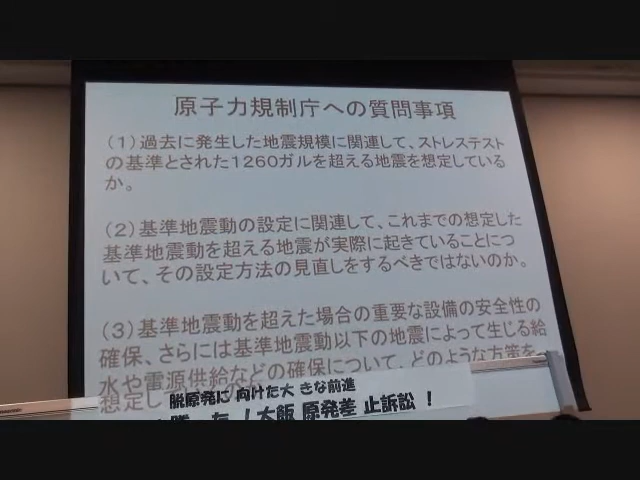 原子力規制庁への質問事項
(1)過去に発生した地震規模に関連して、ストレステスト
の基準とされた1260ガルを超える地震を想定している
か。
(2)基準地震動の設定に関連して、これまでの想定した
基準地震動を超える地震が実際に起きていることにつ
いて、その設定方法の見直しをするべきではないのか。
(3)基準地震動を超えた場合の重要な設備の安全性の
確保、さらには基準地震動以下の地震によって生じる給
水や電源供給などの確保について、どのような方策を
想定し
脱原発に 向けた大 きな前進
!大飯 原発差 止訴訟 !